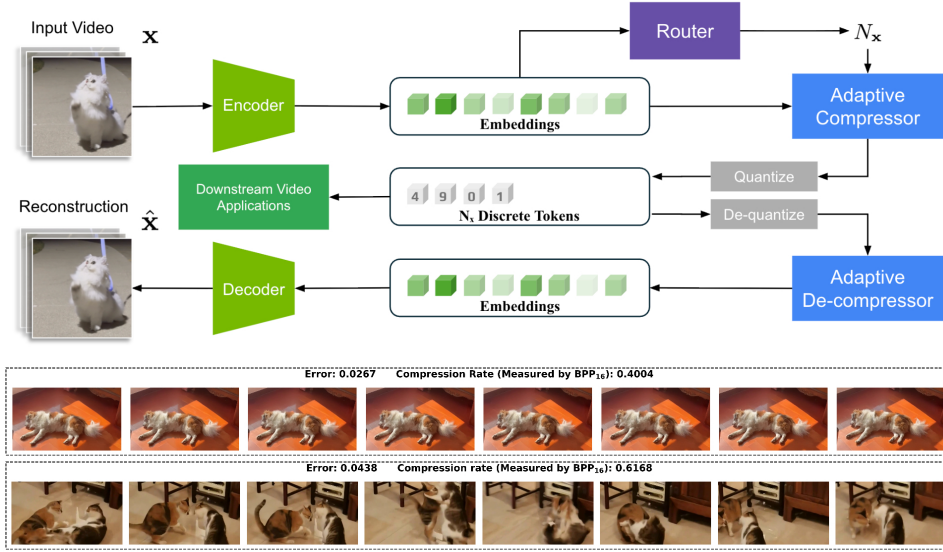 Input Video
x
Router
N_x
Encoder
Embeddings
Adaptive
Compressor
Downstream Video
Applications
4 9 0 1
N_x Discrete Tokens
Quantize
De-quantize
Reconstruction
x̂
Decoder
Embeddings
Adaptive
De-compressor
Error: 0.0267 Compression Rate (Measured by BPP₁₆): 0.4004
Error: 0.0438 Compression rate (Measured by BPP₁₆): 0.6168